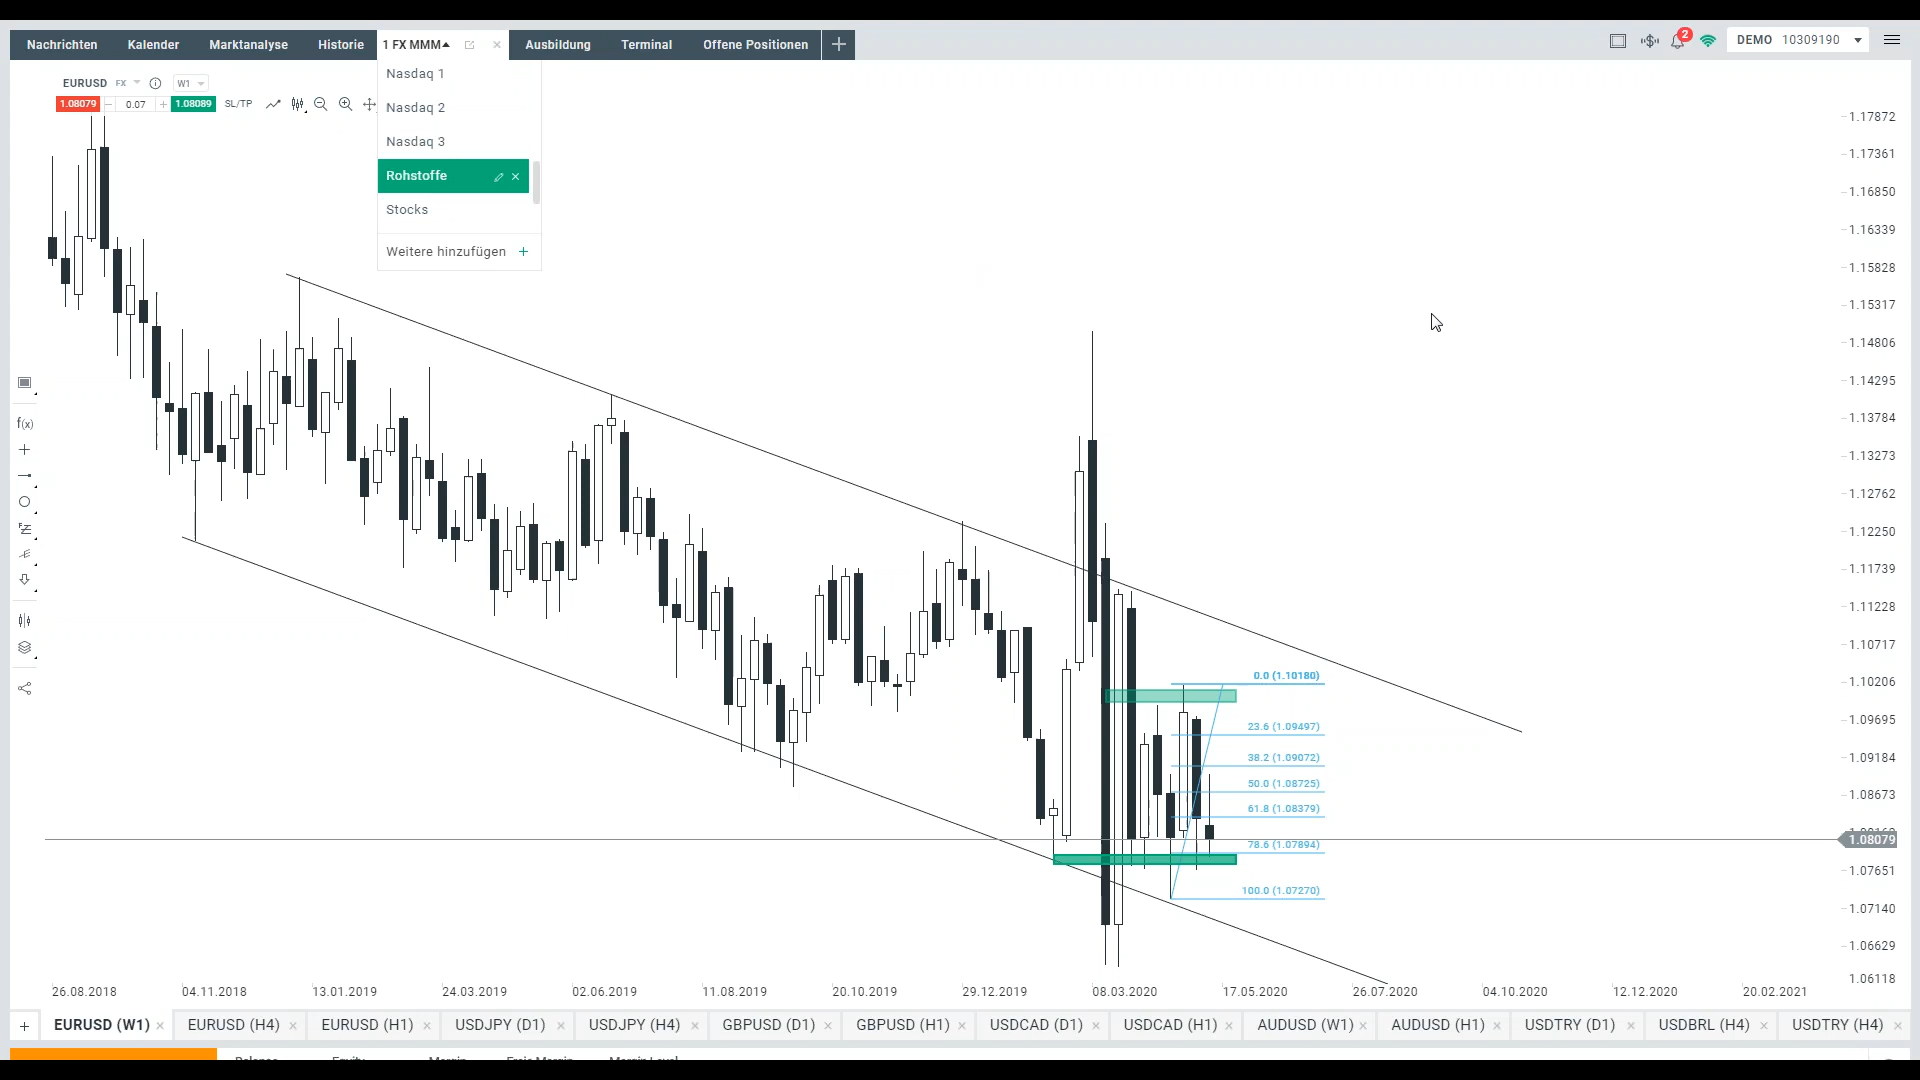 Nachrichten Kalender Marktanalyse Historie 1 FX MMM Ausbildung Terminal Offene Positionen
2 DEMO 10309190
Nasdaq 1
Nasdaq 2
Nasdaq 3
Rohstoffe
Stocks
Weitere hinzufügen +
EURUSD FX W1
1.08079 0.07 1.08089 SL/TP
f(x)
1.17872
1.17361
1.16850
1.16339
1.15828
1.15317
1.14806
1.14295
1.13784
1.13273
1.12762
1.12250
1.11739
1.11228
1.10717
1.10206
1.09695
1.09184
1.08673
1.08079
1.07651
1.07140
1.06629
1.06118
0.0 (1.10180)
23.6 (1.09497)
38.2 (1.09072)
50.0 (1.08725)
61.8 (1.08379)
78.6 (1.07894)
100.0 (1.07270)
26.08.2018 04.11.2018 13.01.2019 24.03.2019 02.06.2019 11.08.2019 20.10.2019 29.12.2019 08.03.2020 17.05.2020 26.07.2020 04.10.2020 12.12.2020 20.02.2021
EURUSD (W1) EURUSD (H4) EURUSD (H1) USDJPY (D1) USDJPY (H4) GBPUSD (D1) GBPUSD (H1) USDCAD (D1) USDCAD (H1) AUDUSD (W1) AUDUSD (H1) USDTRY (D1) USDBRL (H4) USDTRY (H4)
Balance Equity Margin Freie Margin Margin Level